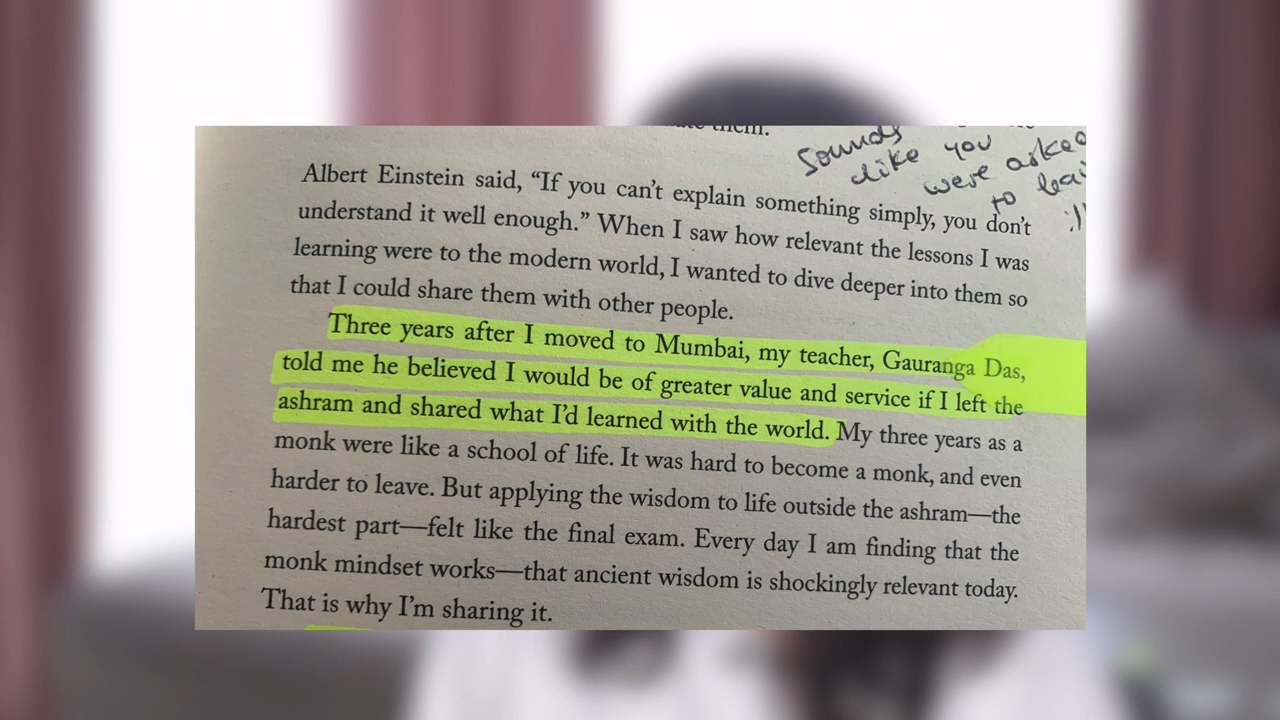 them.
Sounds
like you
were asked
to
Albert Einstein said, “If you can’t explain something simply, you don’t
understand it well enough.” When I saw how relevant the lessons I was
learning were to the modern world, I wanted to dive deeper into them so
that I could share them with other people.
Three years after I moved to Mumbai, my teacher, Gauranga Das,
told me he believed I would be of greater value and service if I left the
ashram and shared what I’d learned with the world. My three years as a
monk were like a school of life. It was hard to become a monk, and even
harder to leave. But applying the wisdom to life outside the ashram—the
hardest part—felt like the final exam. Every day I am finding that the
monk mindset works—that ancient wisdom is shockingly relevant today.
That is why I’m sharing it.